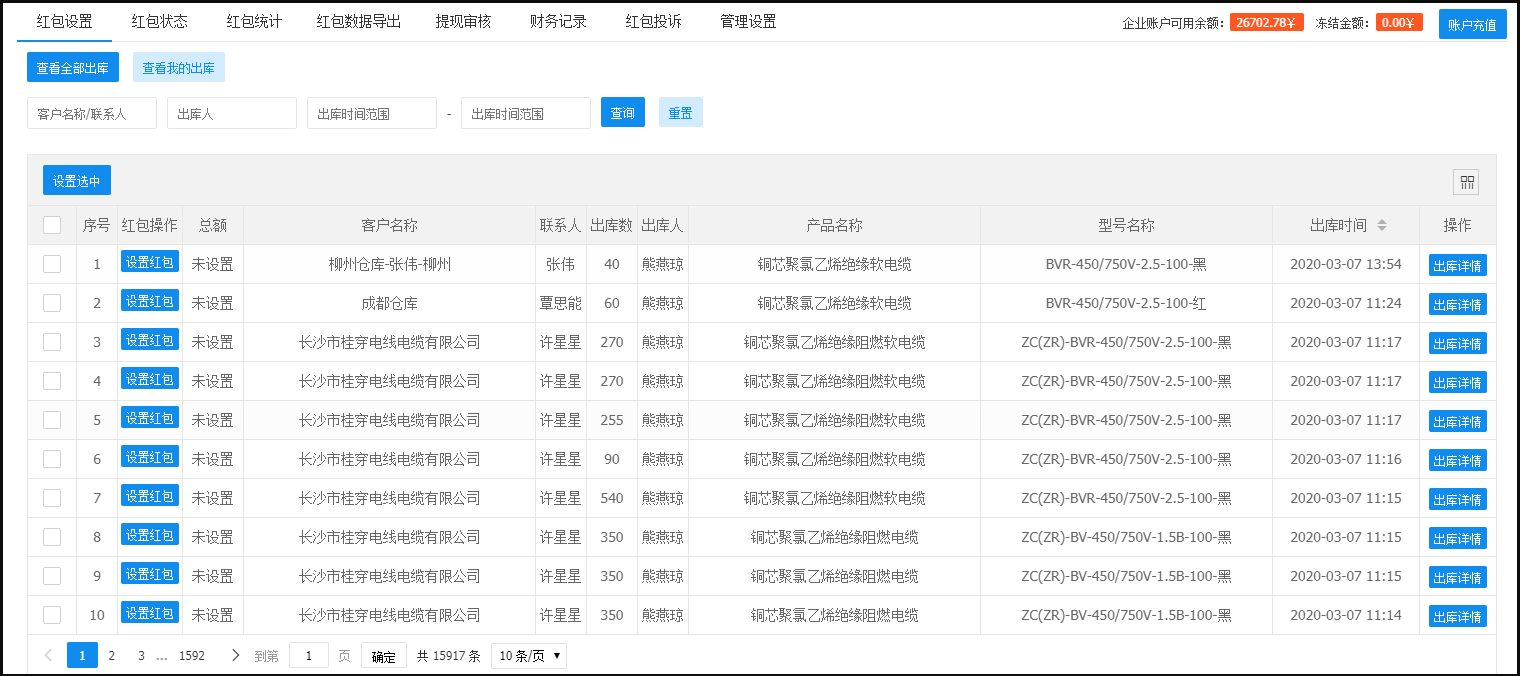 红包设置 红包状态 红包统计 红包数据导出 提现审核 财务记录 红包投诉 管理设置 企业账户可用余额: 26702.78¥ 冻结金额: 0.00¥ 账户充值
查看全部出库 查看我的出库
客户名称/联系人 出库人 出库时间范围 - 出库时间范围 查询 重置
设置选中
序号 红包操作 总额 客户名称 联系人 出库数 出库人 产品名称 型号名称 出库时间 操作
1 设置红包 未设置 柳州仓库-张伟-柳州 张伟 40 熊燕琼 铜芯聚氯乙烯绝缘软电缆 BVR-450/750V-2.5-100-黑 2020-03-07 13:54 出库详情
2 设置红包 未设置 成都仓库 覃思能 60 熊燕琼 铜芯聚氯乙烯绝缘软电缆 BVR-450/750V-2.5-100-红 2020-03-07 11:24 出库详情
3 设置红包 未设置 长沙市桂穿电线电缆有限公司 许星星 270 熊燕琼 铜芯聚氯乙烯绝缘阻燃软电缆 ZC(ZR)-BVR-450/750V-2.5-100-黑 2020-03-07 11:17 出库详情
4 设置红包 未设置 长沙市桂穿电线电缆有限公司 许星星 270 熊燕琼 铜芯聚氯乙烯绝缘阻燃软电缆 ZC(ZR)-BVR-450/750V-2.5-100-黑 2020-03-07 11:17 出库详情
5 设置红包 未设置 长沙市桂穿电线电缆有限公司 许星星 255 熊燕琼 铜芯聚氯乙烯绝缘阻燃软电缆 ZC(ZR)-BVR-450/750V-2.5-100-黑 2020-03-07 11:17 出库详情
6 设置红包 未设置 长沙市桂穿电线电缆有限公司 许星星 90 熊燕琼 铜芯聚氯乙烯绝缘阻燃软电缆 ZC(ZR)-BVR-450/750V-2.5-100-黑 2020-03-07 11:16 出库详情
7 设置红包 未设置 长沙市桂穿电线电缆有限公司 许星星 540 熊燕琼 铜芯聚氯乙烯绝缘阻燃软电缆 ZC(ZR)-BVR-450/750V-2.5-100-黑 2020-03-07 11:15 出库详情
8 设置红包 未设置 长沙市桂穿电线电缆有限公司 许星星 350 熊燕琼 铜芯聚氯乙烯绝缘阻燃电缆 ZC(ZR)-BV-450/750V-1.5B-100-黑 2020-03-07 11:15 出库详情
9 设置红包 未设置 长沙市桂穿电线电缆有限公司 许星星 350 熊燕琼 铜芯聚氯乙烯绝缘阻燃电缆 ZC(ZR)-BV-450/750V-1.5B-100-黑 2020-03-07 11:15 出库详情
10 设置红包 未设置 长沙市桂穿电线电缆有限公司 许星星 350 熊燕琼 铜芯聚氯乙烯绝缘阻燃电缆 ZC(ZR)-BV-450/750V-1.5B-100-黑 2020-03-07 11:14 出库详情
1 2 3 ... 1592 到第 1 页 确定 共 15917 条 10 条/页